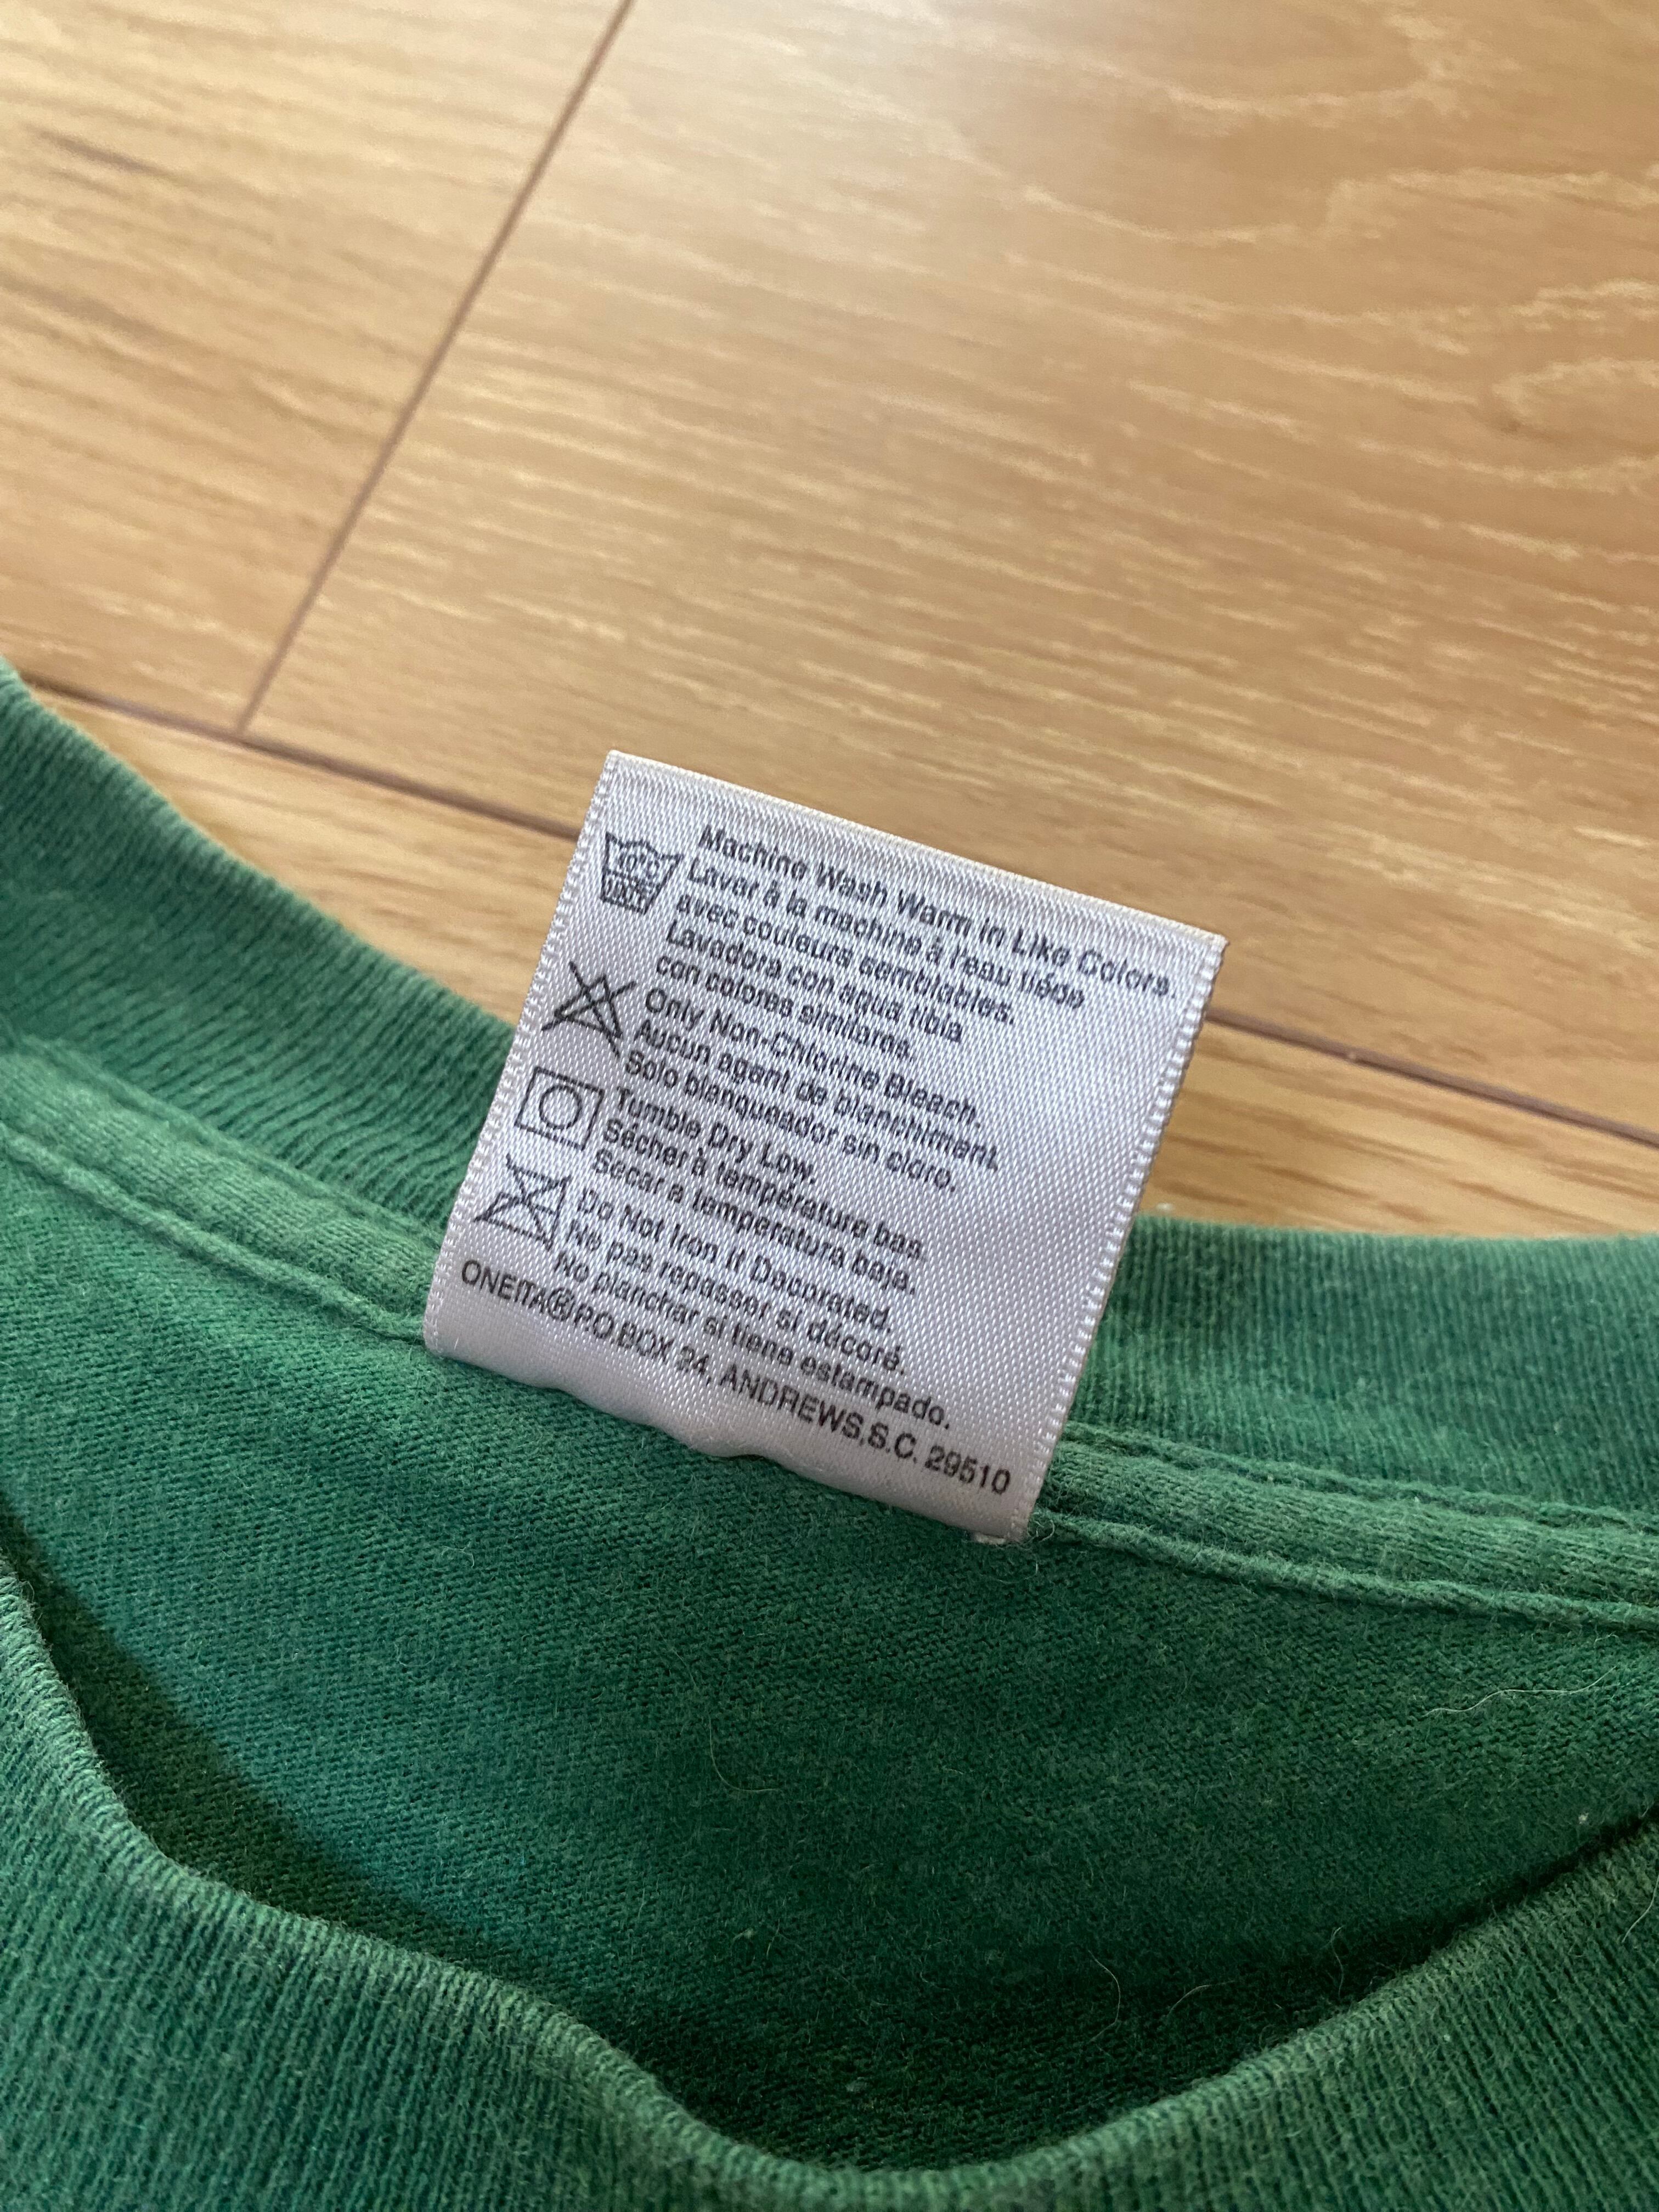 Machine Wash Warm In Like Colors.
Laver à la machine à l'eau tiéde
avec couleurs semblables.
Lavadora con agua tibia
con colores similares.
Only Non-Chlorine Bleach.
Aucun agent de blanchiment.
Solo blanqueador sin cloro.
Tumble Dry Low.
Sécher à température bas.
Secar a temperatura baja.
Do Not Iron If Decorated.
Ne pas repasser si décoré.
No planchar si tiene estampado.
ONEITA® P.O. BOX 24, ANDREWS, S.C. 29510